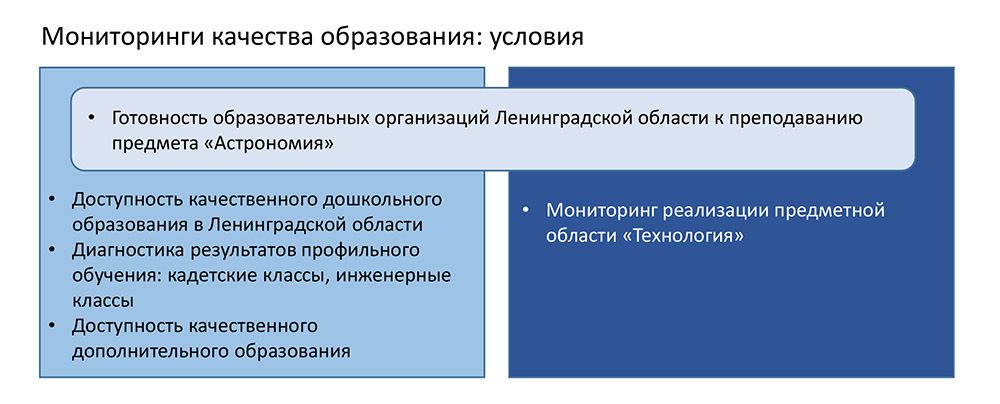 Мониторинги качества образования: условия
• Готовность образовательных организаций Ленинградской области к преподаванию
предмета «Астрономия»
• Доступность качественного дошкольного
образования в Ленинградской области
• Диагностика результатов профильного
обучения: кадетские классы, инженерные
классы
• Доступность качественного
дополнительного образования
• Мониторинг реализации предметной
области «Технология»